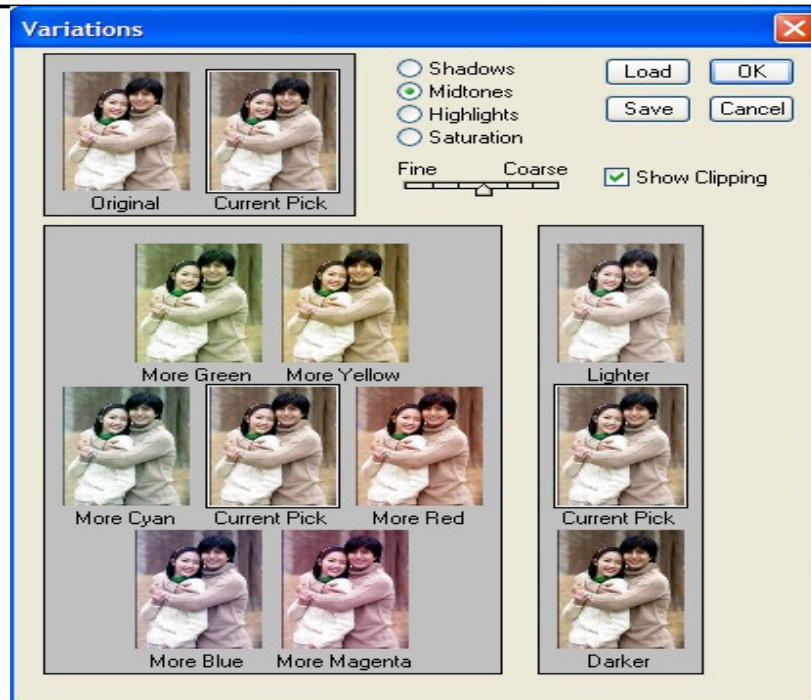 Variations
Shadows
Midtones
Highlights
Saturation
Load
OK
Save
Cancel
Fine
Coarse
Show Clipping
Original
Current Pick
More Green
More Yellow
More Cyan
Current Pick
More Red
More Blue
More Magenta
Lighter
Current Pick
Darker